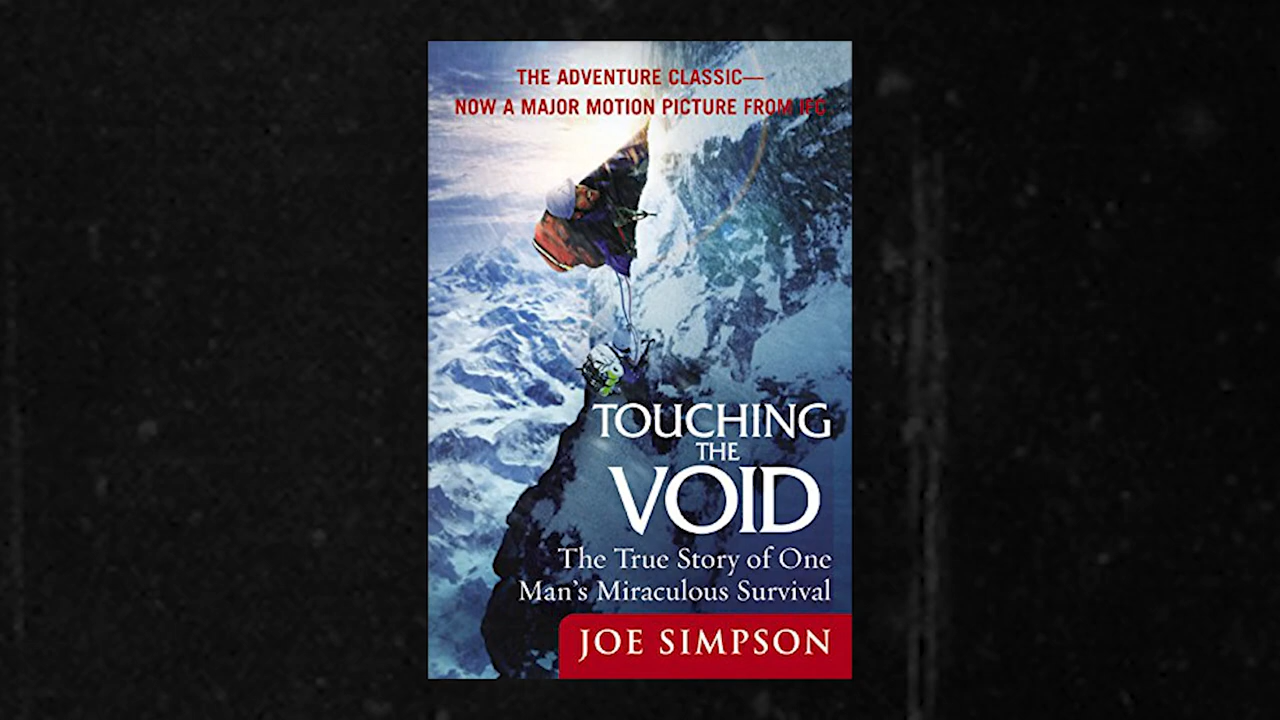 THE ADVENTURE CLASSIC—
NOW A MAJOR MOTION PICTURE FROM IFC
TOUCHING
THE
VOID
The True Story of One
Man's Miraculous Survival
JOE SIMPSON